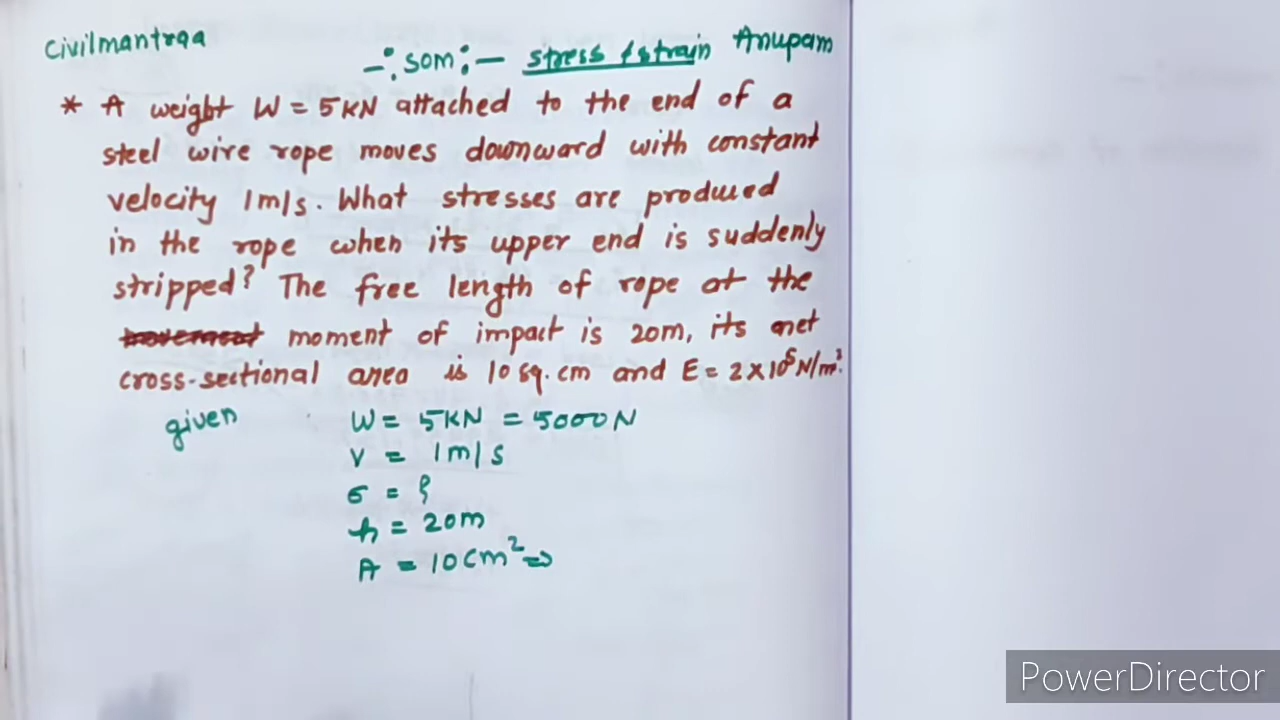 Civilmantraa
-: SOM :- stress & strain Anupam
* A weight W = 5KN attached to the end of a
steel wire rope moves downward with constant
velocity 1m/s. What stresses are produced
in the rope when its upper end is suddenly
stripped? The free length of rope at the
moment of impact is 20m, its net
cross-sectional area is 10 sq. cm and E = 2×10⁵ N/m².
given W = 5KN = 5000N
V = 1m/s
σ = ?
h = 20m
A = 10cm² ⇒
PowerDirector